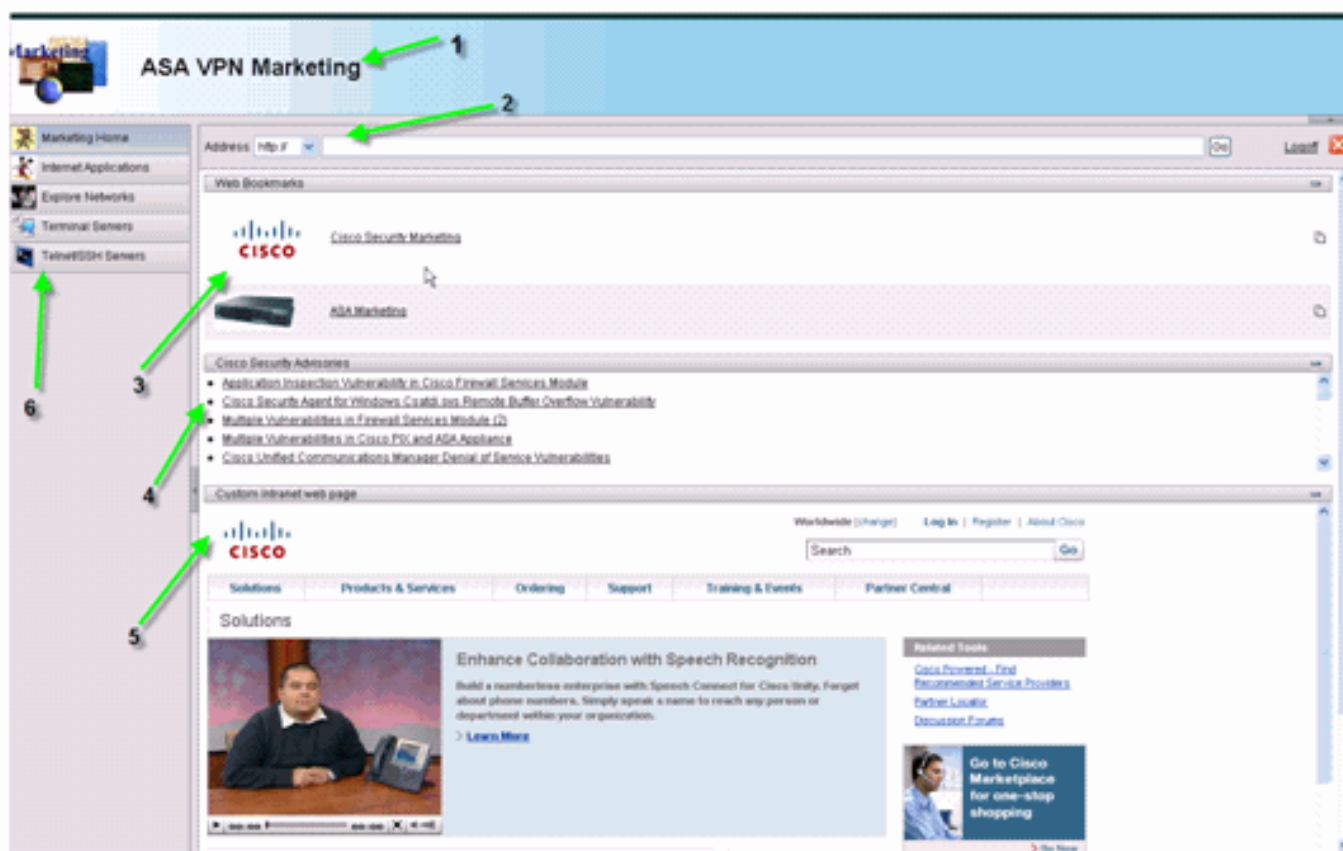 Marketing
ASA VPN Marketing
1
2
Marketing Home
Address http://
Go
Logoff
Internet Applications
Web Bookmarks
Explore Networks
Terminal Servers
CISCO
Cisco Security Marketing
Telnet/SSH Servers
ASA Marketing
3
6
Cisco Security Advisories
Application Inspection Vulnerability in Cisco Firewall Services Module
Cisco Security Agent for Windows Remote Buffer Overflow Vulnerability
Multiple Vulnerabilities in Firewall Services Module (2)
Multiple Vulnerabilities in Cisco PIX and ASA Appliance
Cisco Unified Communications Manager Denial of Service Vulnerabilities
4
Custom Intranet web page
CISCO
Worldwide [change] Log In | Register | About Cisco
Search Go
Solutions Products & Services Ordering Support Training & Events Partner Central
5
Solutions
Enhance Collaboration with Speech Recognition
Build a numberless enterprise with Speech Connect for Cisco Unity. Forget
about phone numbers. Simply speak a name to reach any person or
department within your organization.
Learn More
Related Tools
Cisco Powered - Find
Recommended Service Providers
Partner Locator
Discussion Forums
Go to Cisco
Marketplace
for one-stop
shopping
Go Now
00:00 00:00